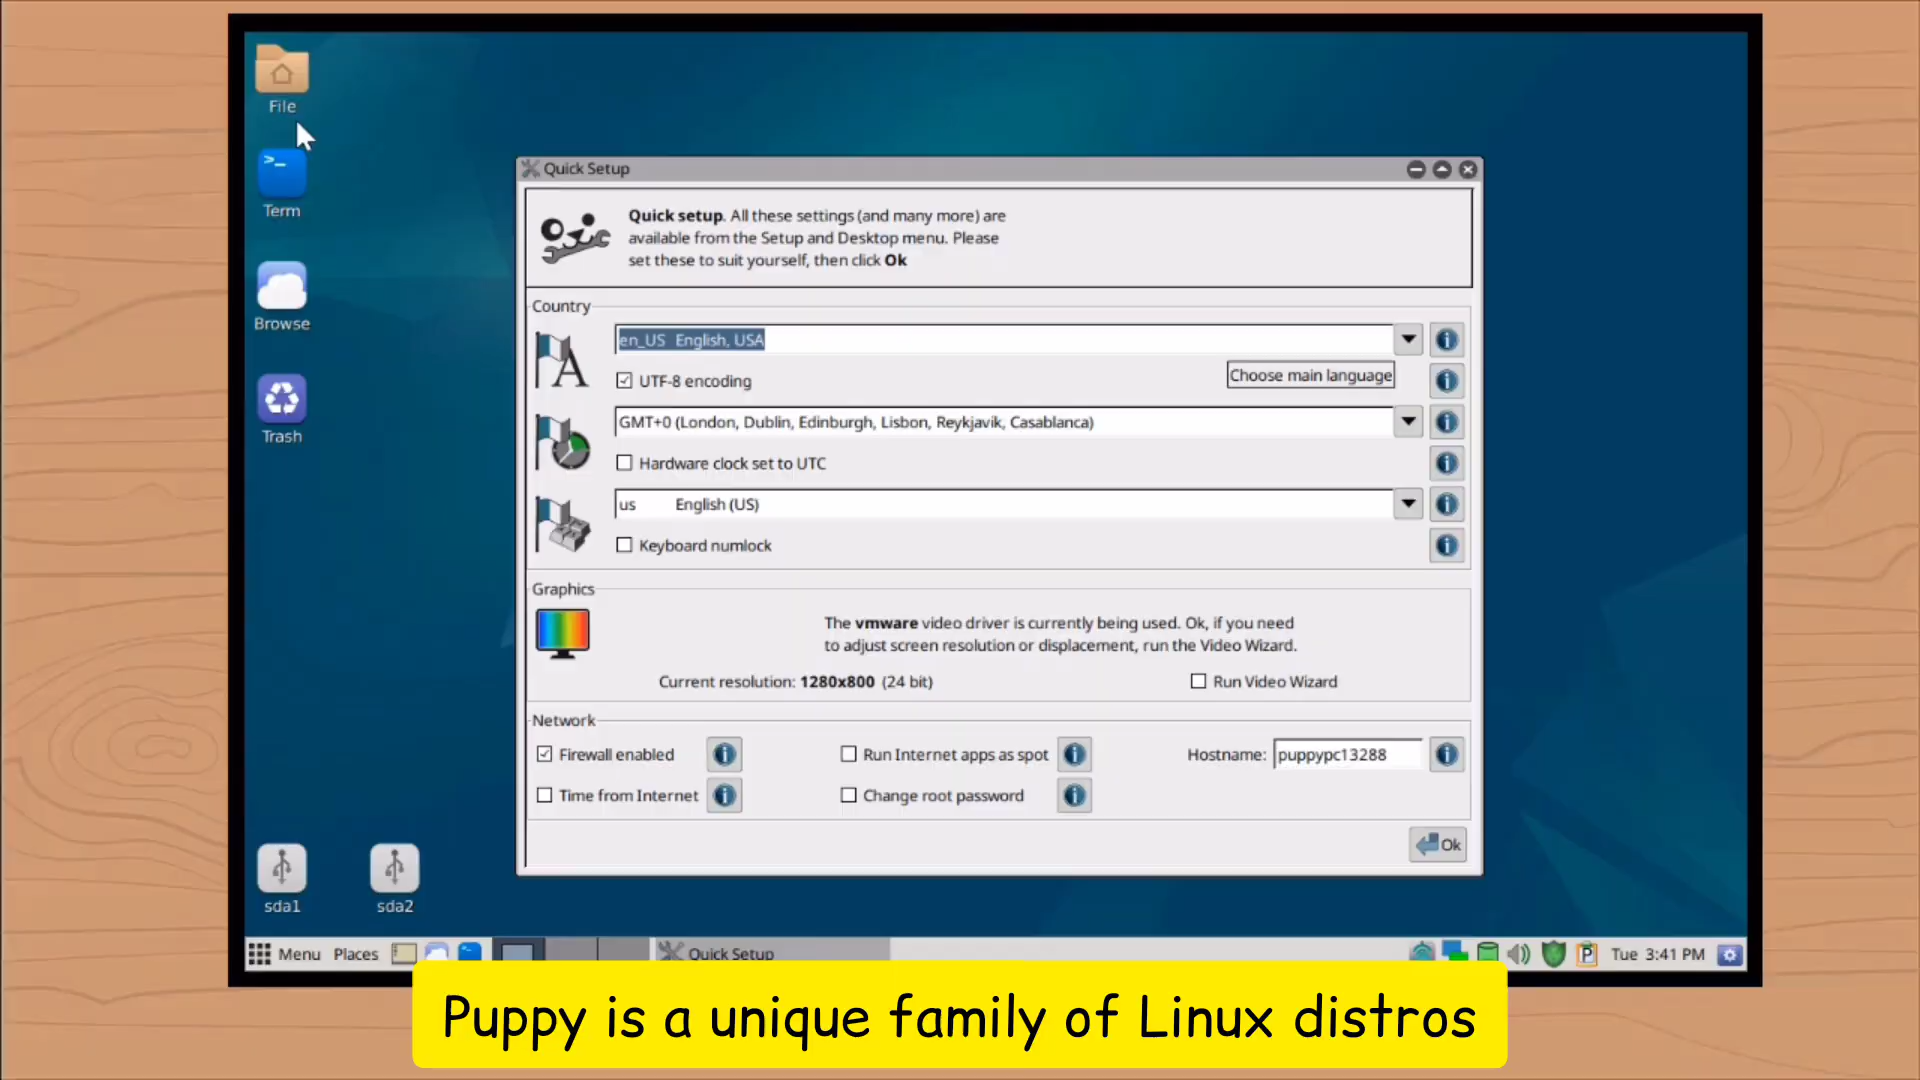 File
Term
Browse
Trash
sda1
sda2
Quick Setup
Quick setup. All these settings (and many more) are
available from the Setup and Desktop menu. Please
set these to suit yourself, then click Ok
Country
en_US English, USA
UTF-8 encoding
Choose main language
GMT+0 (London, Dublin, Edinburgh, Lisbon, Reykjavik, Casablanca)
Hardware clock set to UTC
us English (US)
Keyboard numlock
Graphics
The vmware video driver is currently being used. Ok, if you need
to adjust screen resolution or displacement, run the Video Wizard.
Current resolution: 1280x800 (24 bit)
Run Video Wizard
Network
Firewall enabled
Run Internet apps as spot
Hostname: puppypc13288
Time from Internet
Change root password
Ok
Menu Places Quick Setup Tue 3:41 PM
Puppy is a unique family of Linux distros